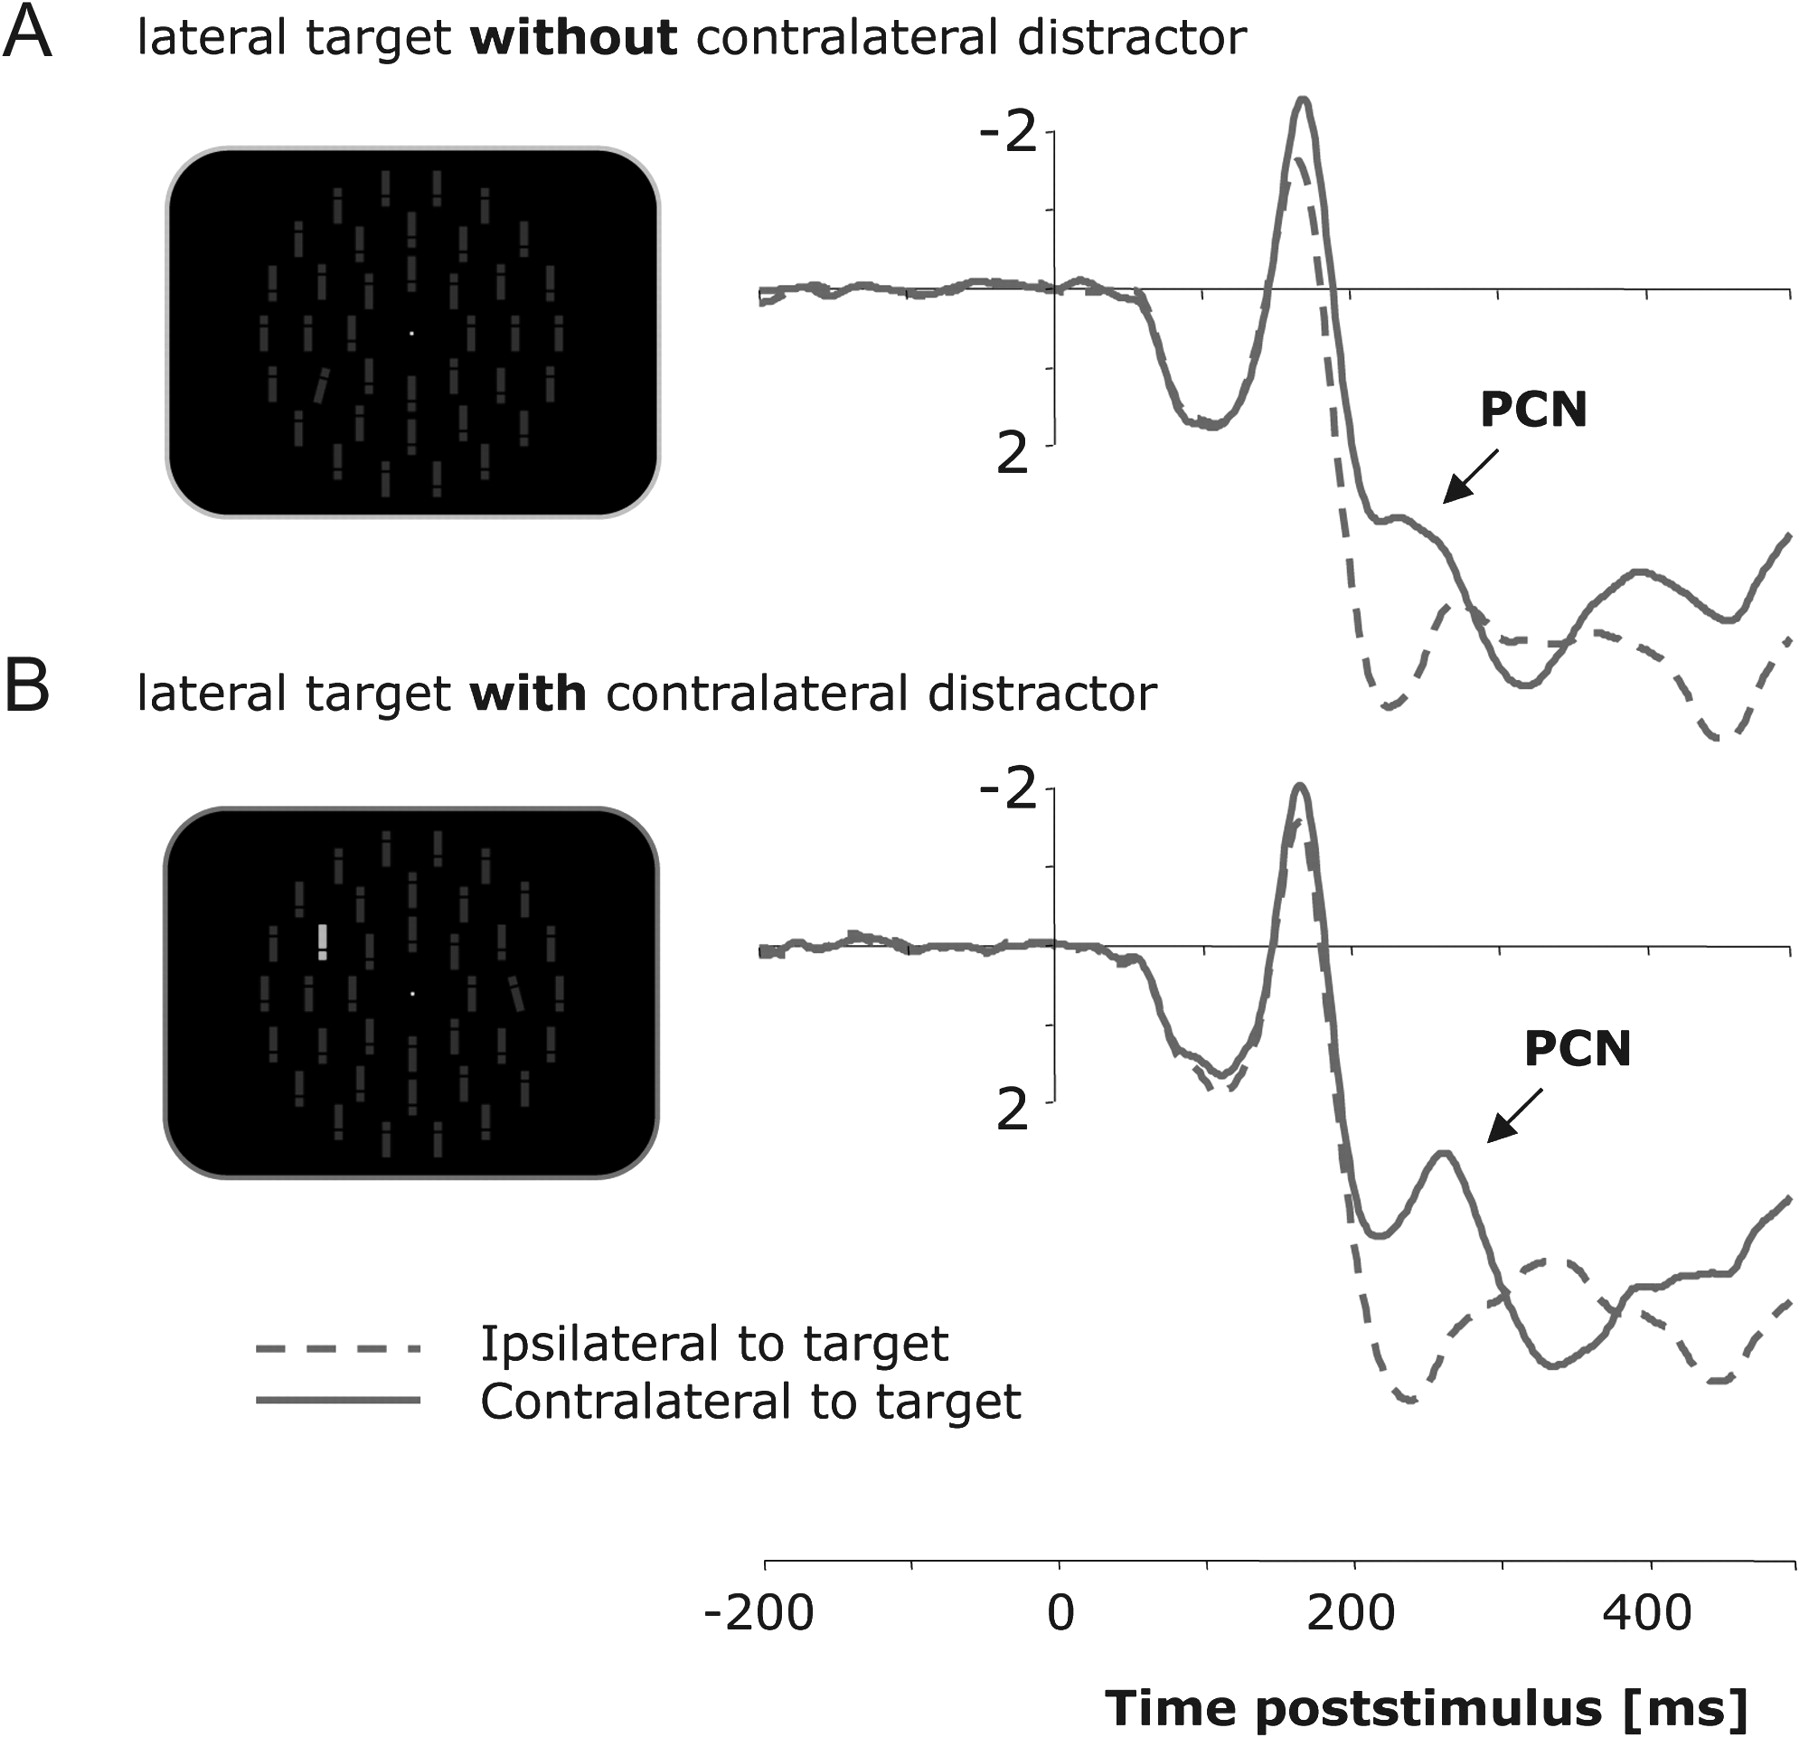 A lateral target without contralateral distractor
-2
2
PCN
B lateral target with contralateral distractor
-2
2
PCN
Ipsilateral to target
Contralateral to target
-200 0 200 400
Time poststimulus [ms]